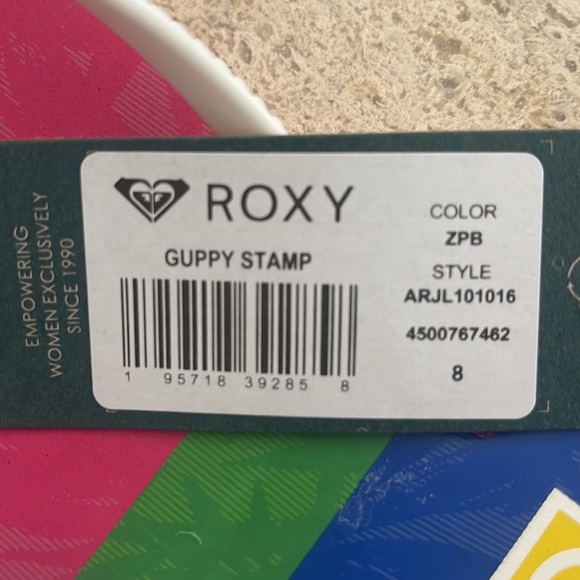 EMPOWERING
WOMEN EXCLUSIVELY
SINCE 1990
ROXY
GUPPY STAMP
1 95718 39285 8
COLOR
ZPB
STYLE
ARJL101016
4500767462
8